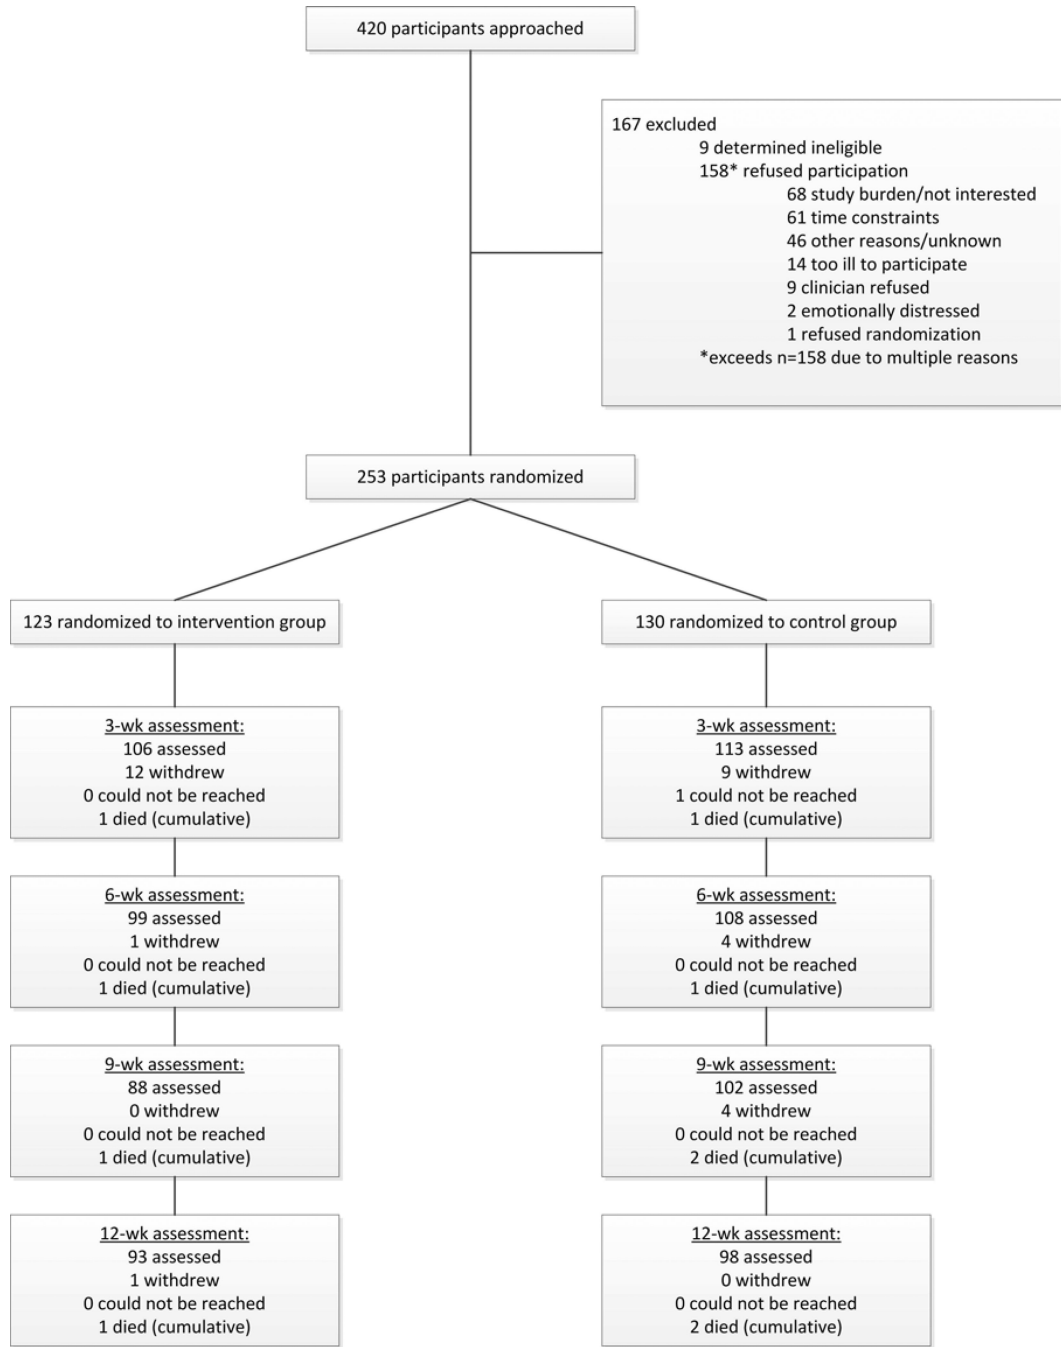 420 participants approached
167 excluded
9 determined ineligible
158* refused participation
68 study burden/not interested
61 time constraints
46 other reasons/unknown
14 too ill to participate
9 clinician refused
2 emotionally distressed
1 refused randomization
*exceeds n=158 due to multiple reasons
253 participants randomized
123 randomized to intervention group
130 randomized to control group
3-wk assessment:
106 assessed
12 withdrew
0 could not be reached
1 died (cumulative)
3-wk assessment:
113 assessed
9 withdrew
1 could not be reached
1 died (cumulative)
6-wk assessment:
99 assessed
1 withdrew
0 could not be reached
1 died (cumulative)
6-wk assessment:
108 assessed
4 withdrew
0 could not be reached
1 died (cumulative)
9-wk assessment:
88 assessed
0 withdrew
0 could not be reached
1 died (cumulative)
9-wk assessment:
102 assessed
4 withdrew
0 could not be reached
2 died (cumulative)
12-wk assessment:
93 assessed
1 withdrew
0 could not be reached
1 died (cumulative)
12-wk assessment:
98 assessed
0 withdrew
0 could not be reached
2 died (cumulative)